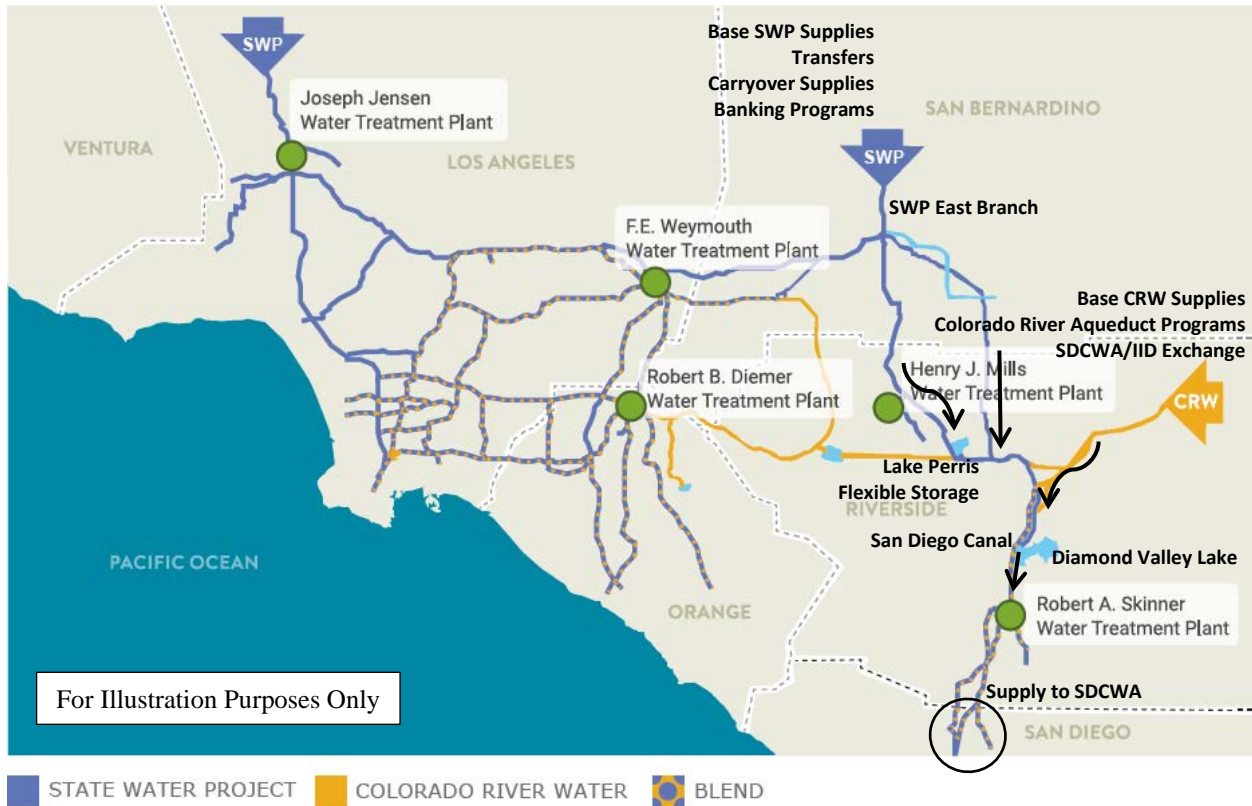 SWP
Joseph Jensen
Water Treatment Plant
VENTURA
LOS ANGELES
Base SWP Supplies
Transfers
Carryover Supplies
Banking Programs
SAN BERNARDINO
SWP
SWP East Branch
F.E. Weymouth
Water Treatment Plant
Base CRW Supplies
Colorado River Aqueduct Programs
SDCWA/IID Exchange
Henry J. Mills
Water Treatment Plant
CRW
Robert B. Diemer
Water Treatment Plant
Lake Perris
Flexible Storage
RIVERSIDE
San Diego Canal
Diamond Valley Lake
PACIFIC OCEAN
ORANGE
Robert A. Skinner
Water Treatment Plant
For Illustration Purposes Only
Supply to SDCWA
SAN DIEGO
STATE WATER PROJECT
COLORADO RIVER WATER
BLEND